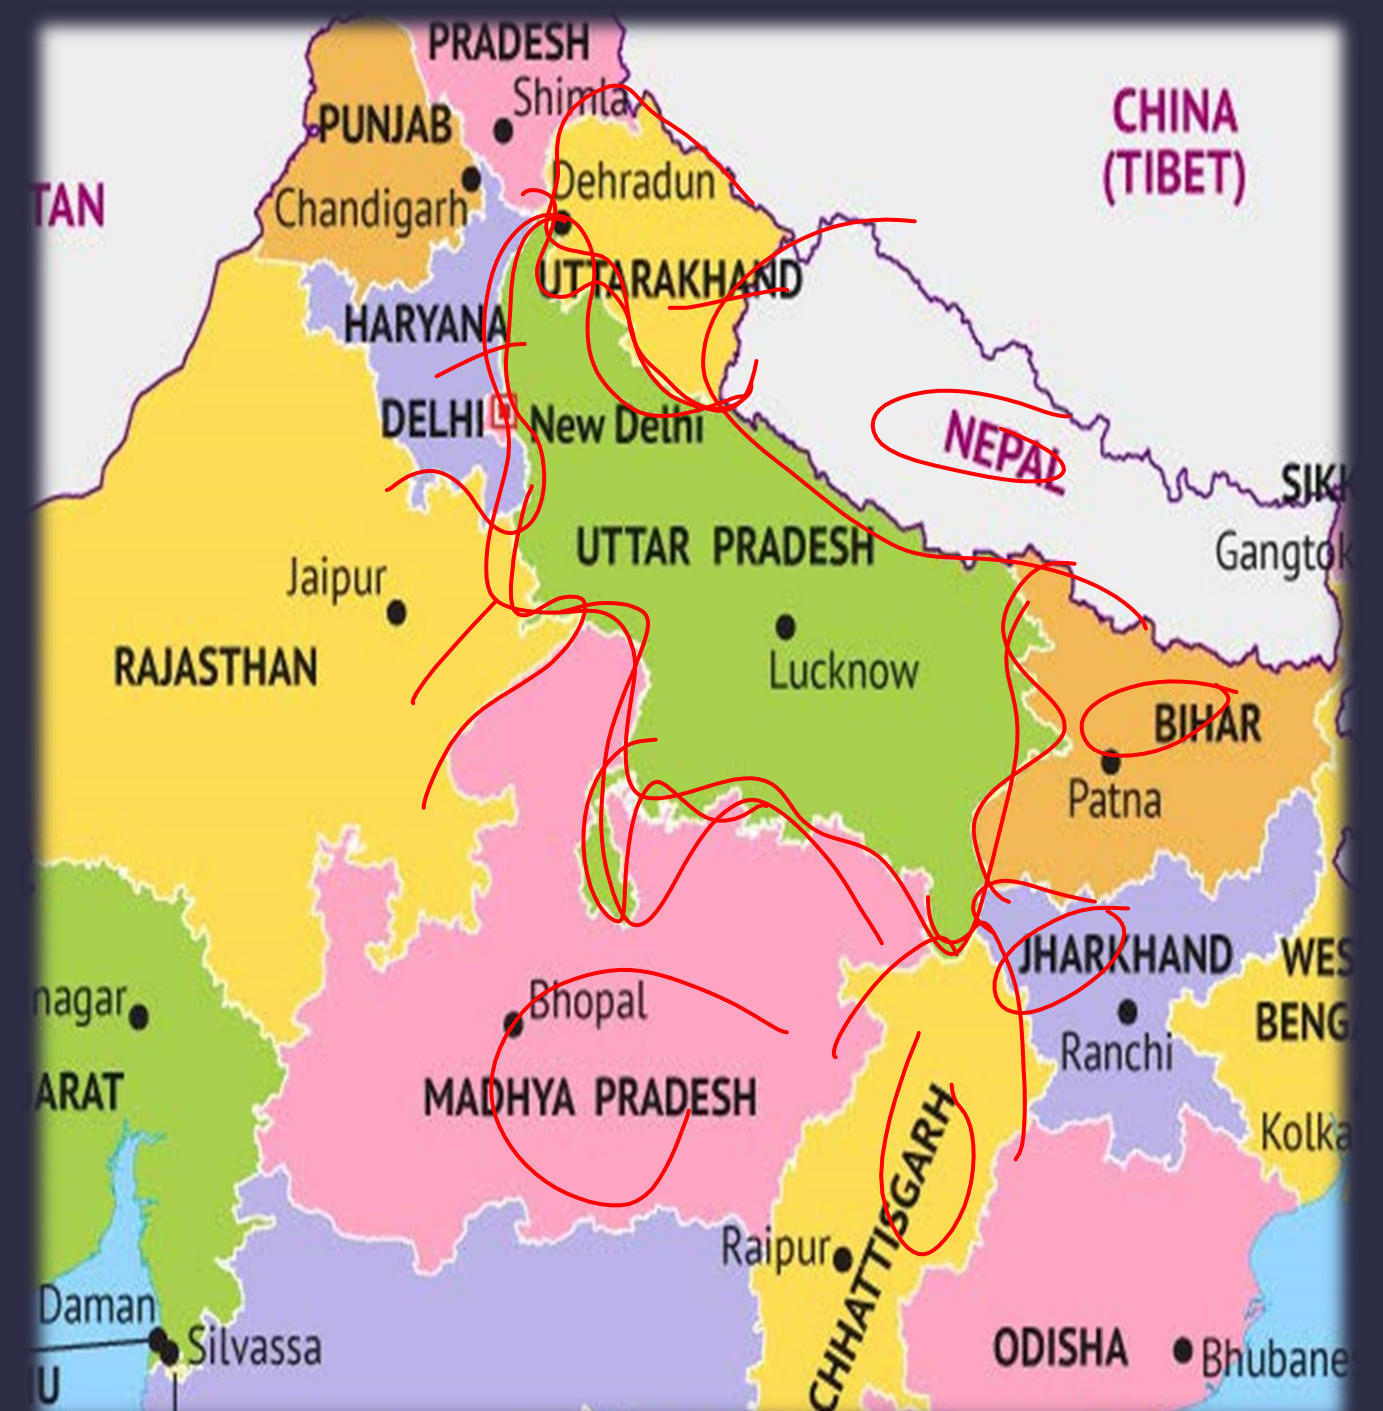 PRADESH
Shimla
PUNJAB
Chandigarh
CHINA
(TIBET)
TAN
Dehradun
UTTARAKHAND
HARYANA
DELHI
New Delhi
NEPAL
SIKK
Gangtok
UTTAR PRADESH
Jaipur
Lucknow
RAJASTHAN
BIHAR
Patna
JHARKHAND
Ranchi
WES
BENG
Kolka
nagar
ARAT
Bhopal
MADHYA PRADESH
CHHATTISGARH
Raipur
Daman
Silvassa
U
ODISHA
Bhubane